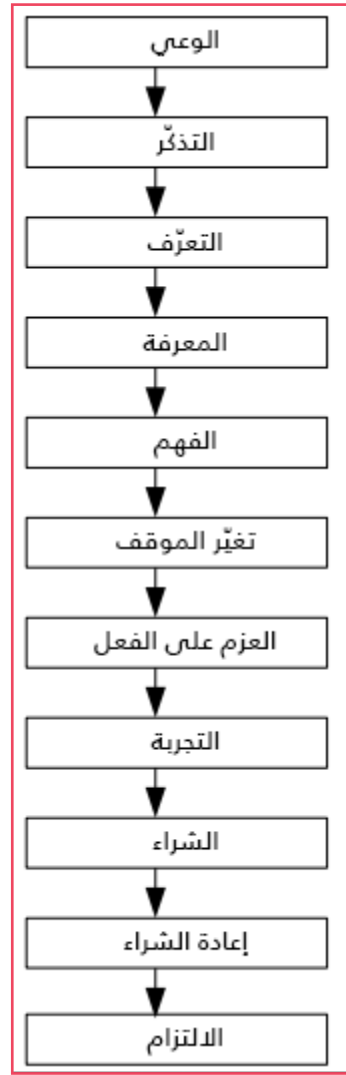 الوعي
التذكّر
التعرّف
المعرفة
الفهم
تغيّر الموقف
العزم على الفعل
التجربة
الشراء
إعادة الشراء
الالتزام